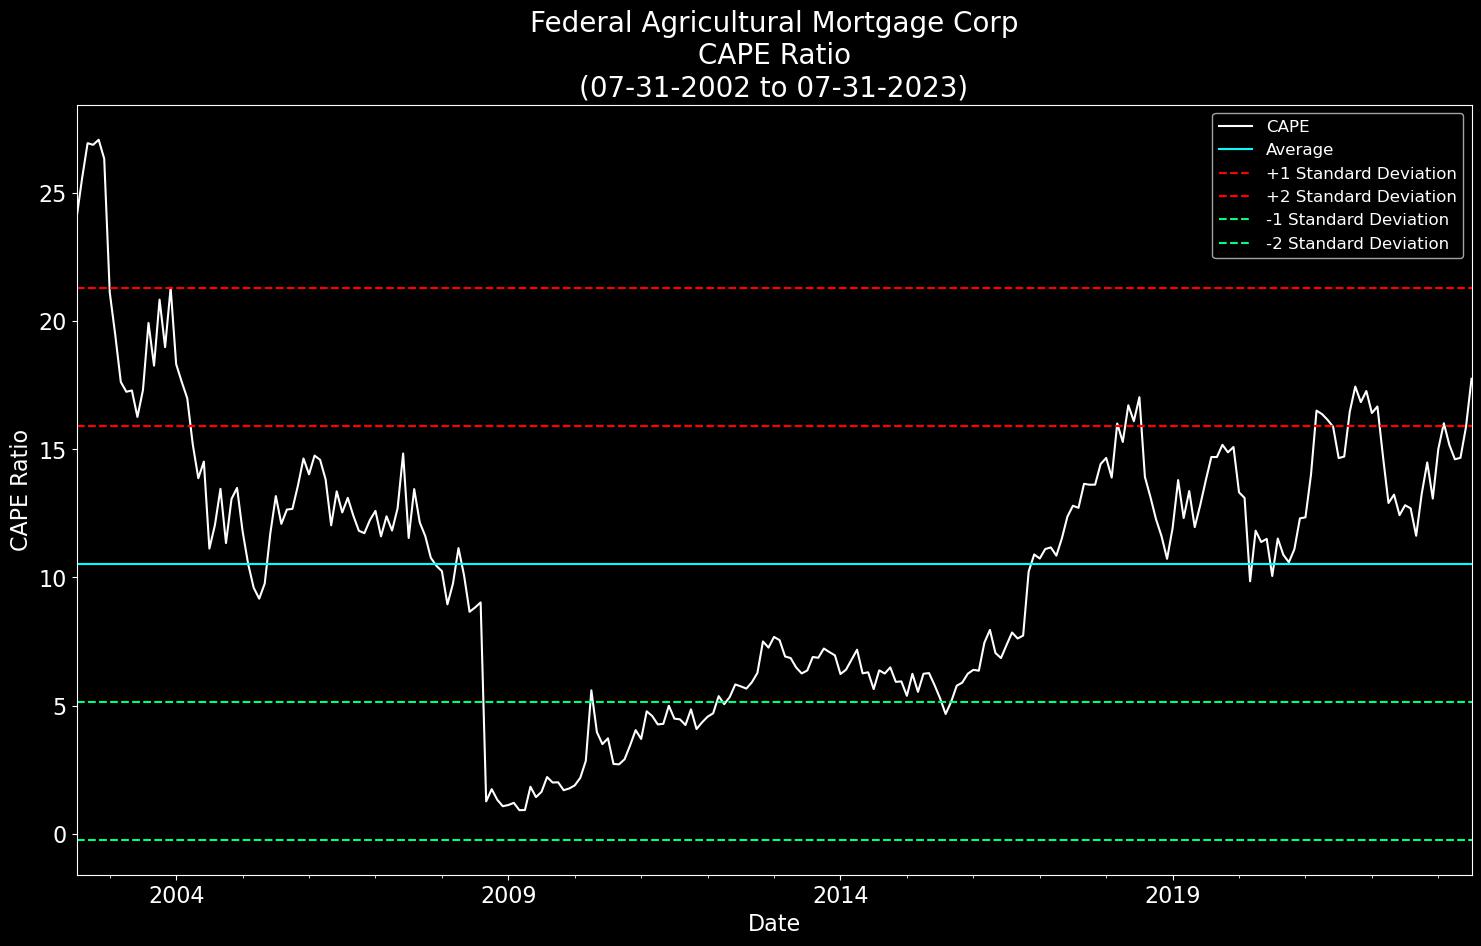 Federal Agricultural Mortgage Corp
CAPE Ratio
(07-31-2002 to 07-31-2023)
CAPE
Average
+1 Standard Deviation
+2 Standard Deviation
-1 Standard Deviation
-2 Standard Deviation
CAPE Ratio
25
20
15
10
5
0
2004 2009 2014 2019
Date